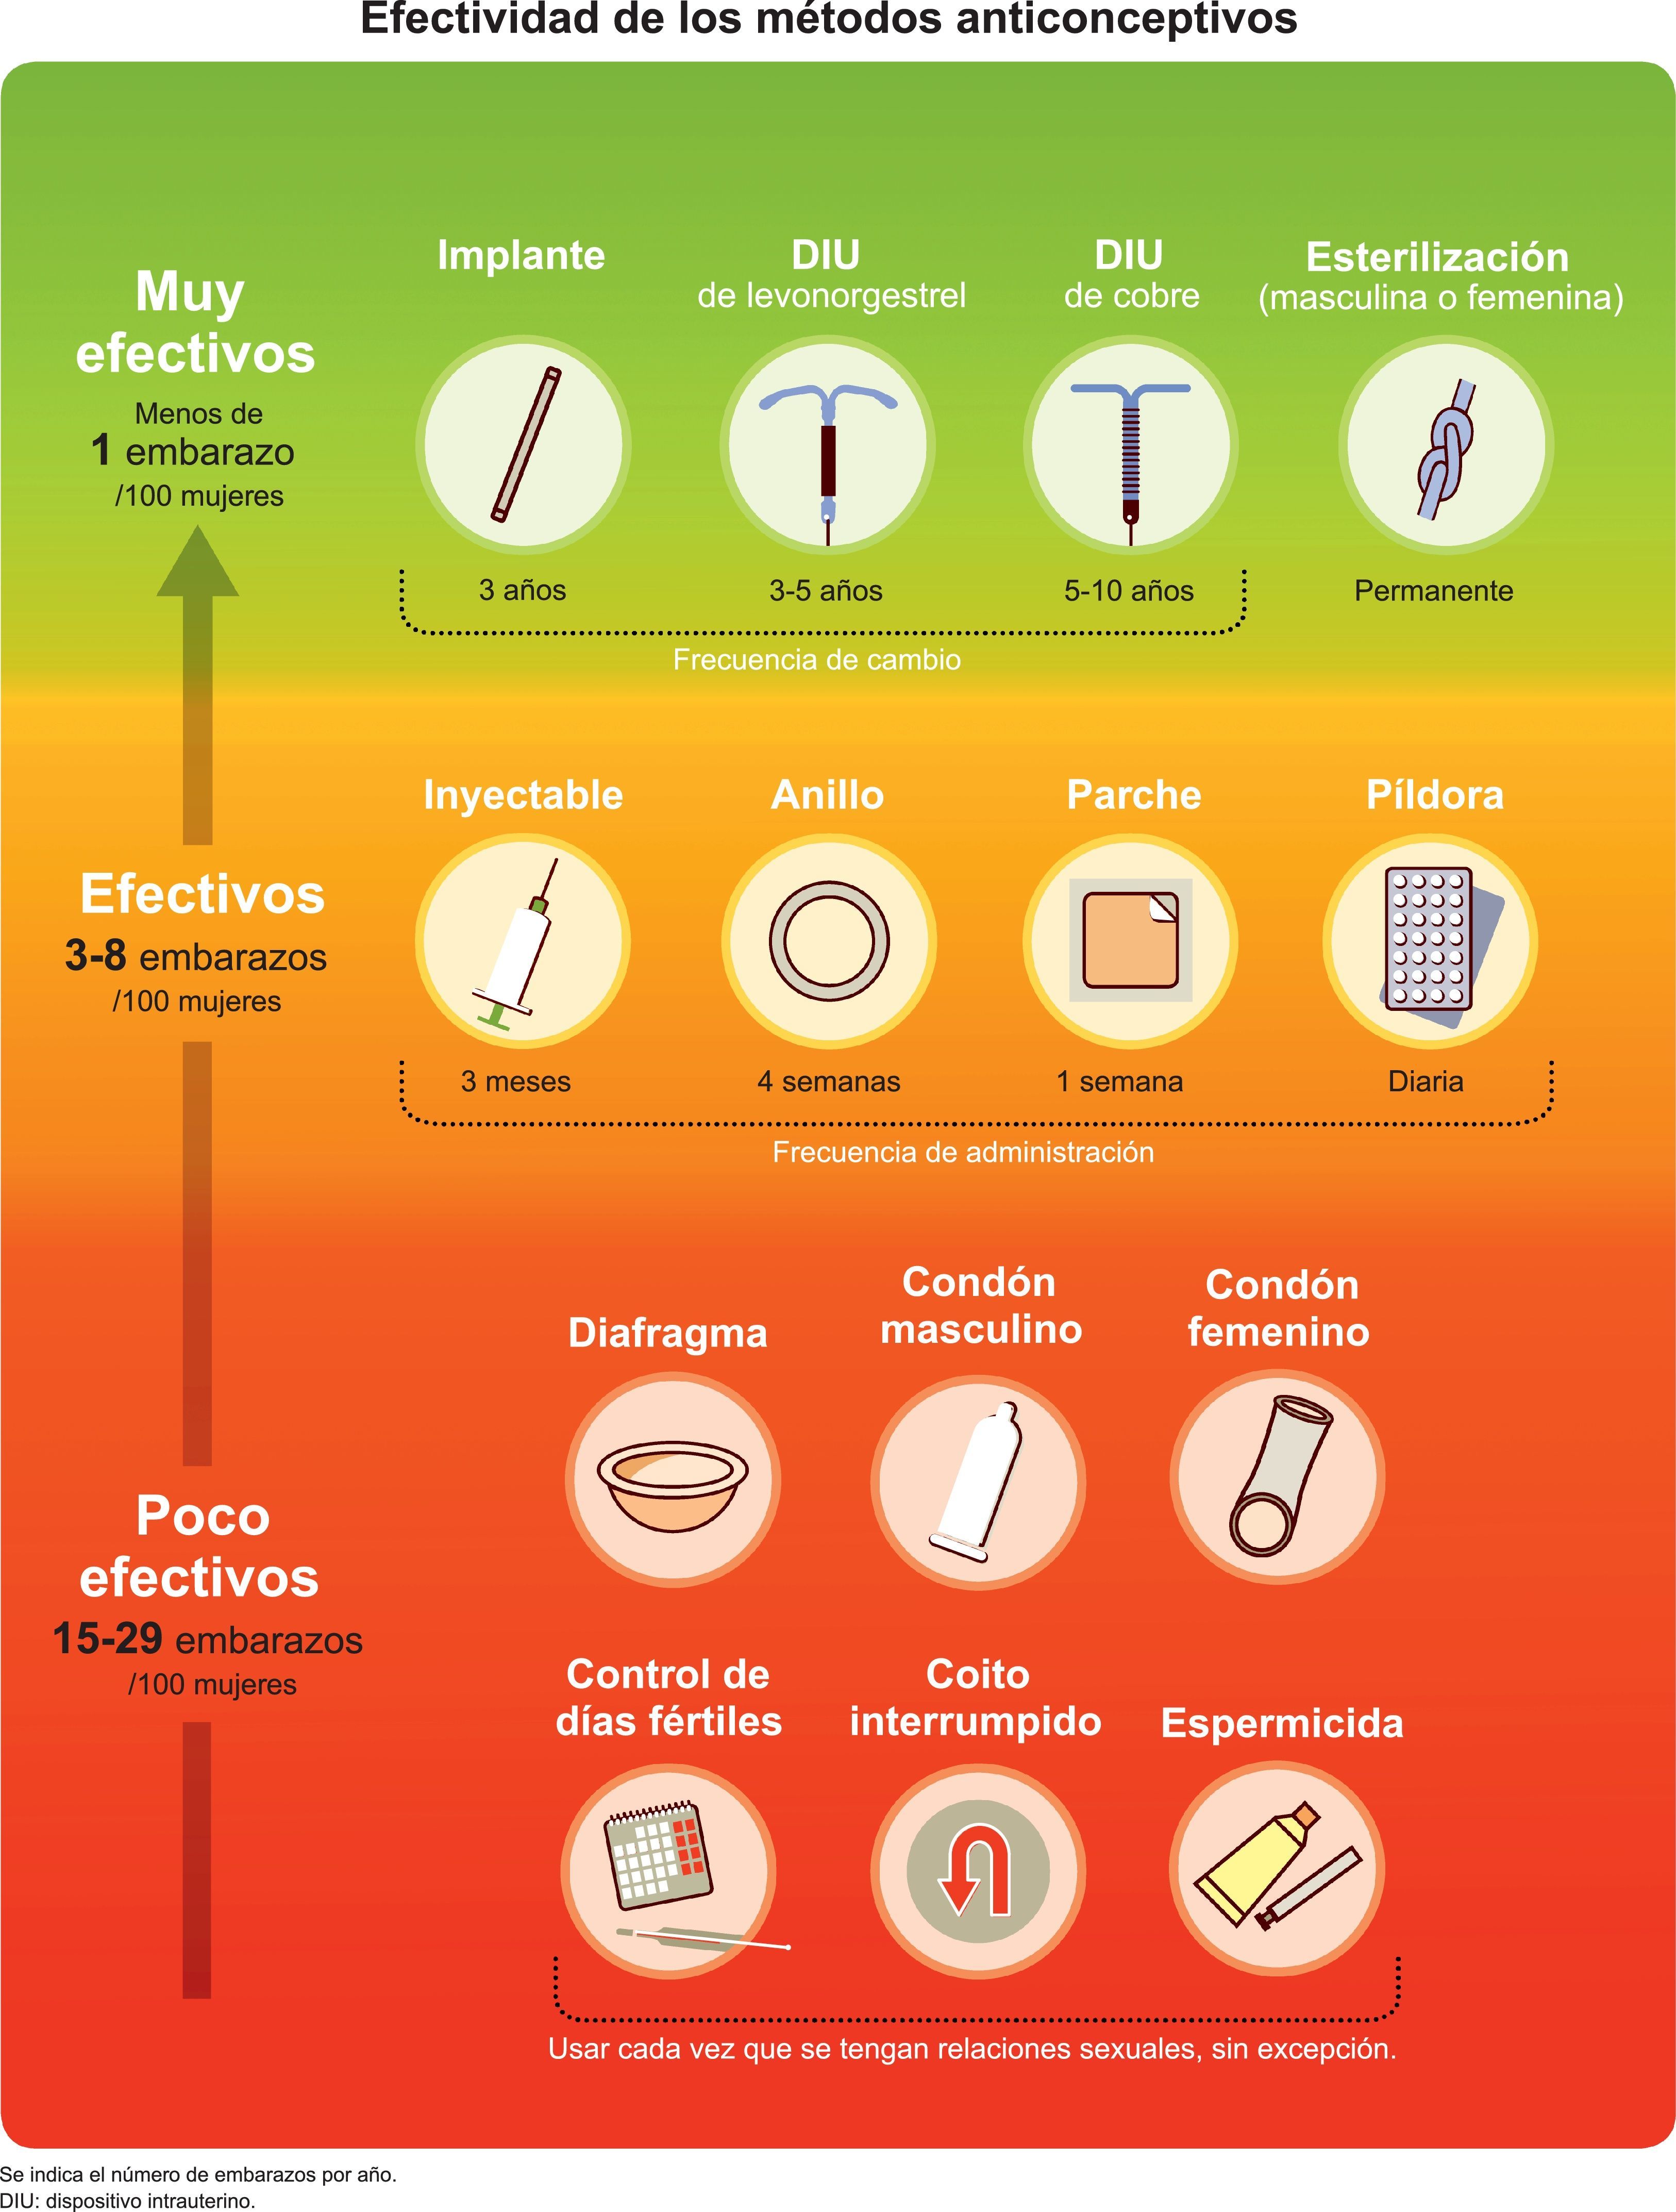 Efectividad de los métodos anticonceptivos
Muy
efectivos
Menos de
1 embarazo
/100 mujeres
Implante
DIU
de levonorgestrel
DIU
de cobre
Esterilización
(masculina o femenina)
3 años
3-5 años
5-10 años
Permanente
Frecuencia de cambio
Efectivos
3-8 embarazos
/100 mujeres
Inyectable
Anillo
Parche
Píldora
3 meses
4 semanas
1 semana
Diaria
Frecuencia de administración
Poco
efectivos
15-29 embarazos
/100 mujeres
Diafragma
Condón
masculino
Condón
femenino
Control de
días fértiles
Coito
interrumpido
Espermicida
Usar cada vez que se tengan relaciones sexuales, sin excepción.
Se indica el número de embarazos por año.
DIU: dispositivo intrauterino.